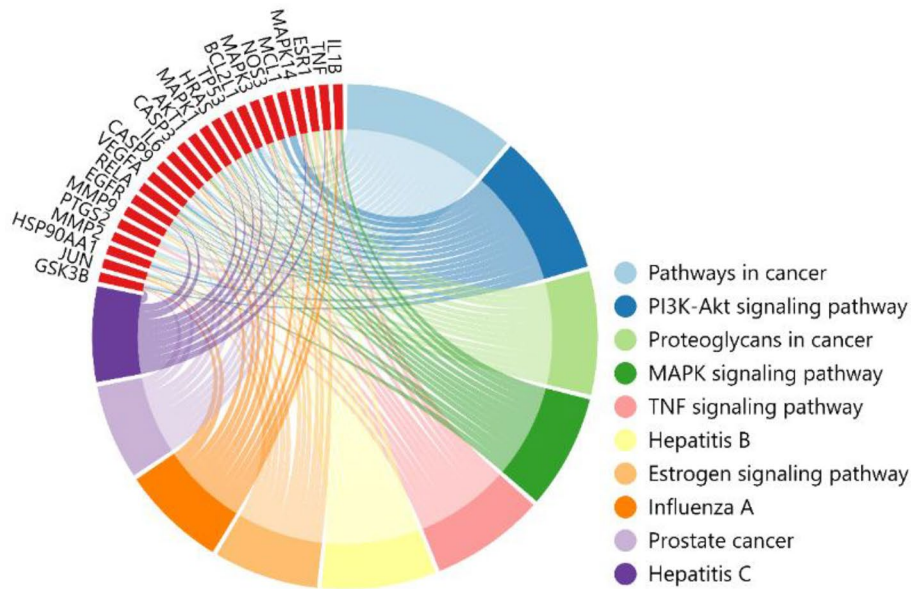 IL1B
TNF
ESR1
MAPK14
MCL1
NOS3
MAPK3
BCL2L1
TP53
HRAS
MAPK1
AKT1
CASP3
IL6
CASP9
VEGFA
RELA
EGFR
MMP9
PTGS2
MMP2
HSP90AA1
JUN
GSK3B
Pathways in cancer
PI3K-Akt signaling pathway
Proteoglycans in cancer
MAPK signaling pathway
TNF signaling pathway
Hepatitis B
Estrogen signaling pathway
Influenza A
Prostate cancer
Hepatitis C